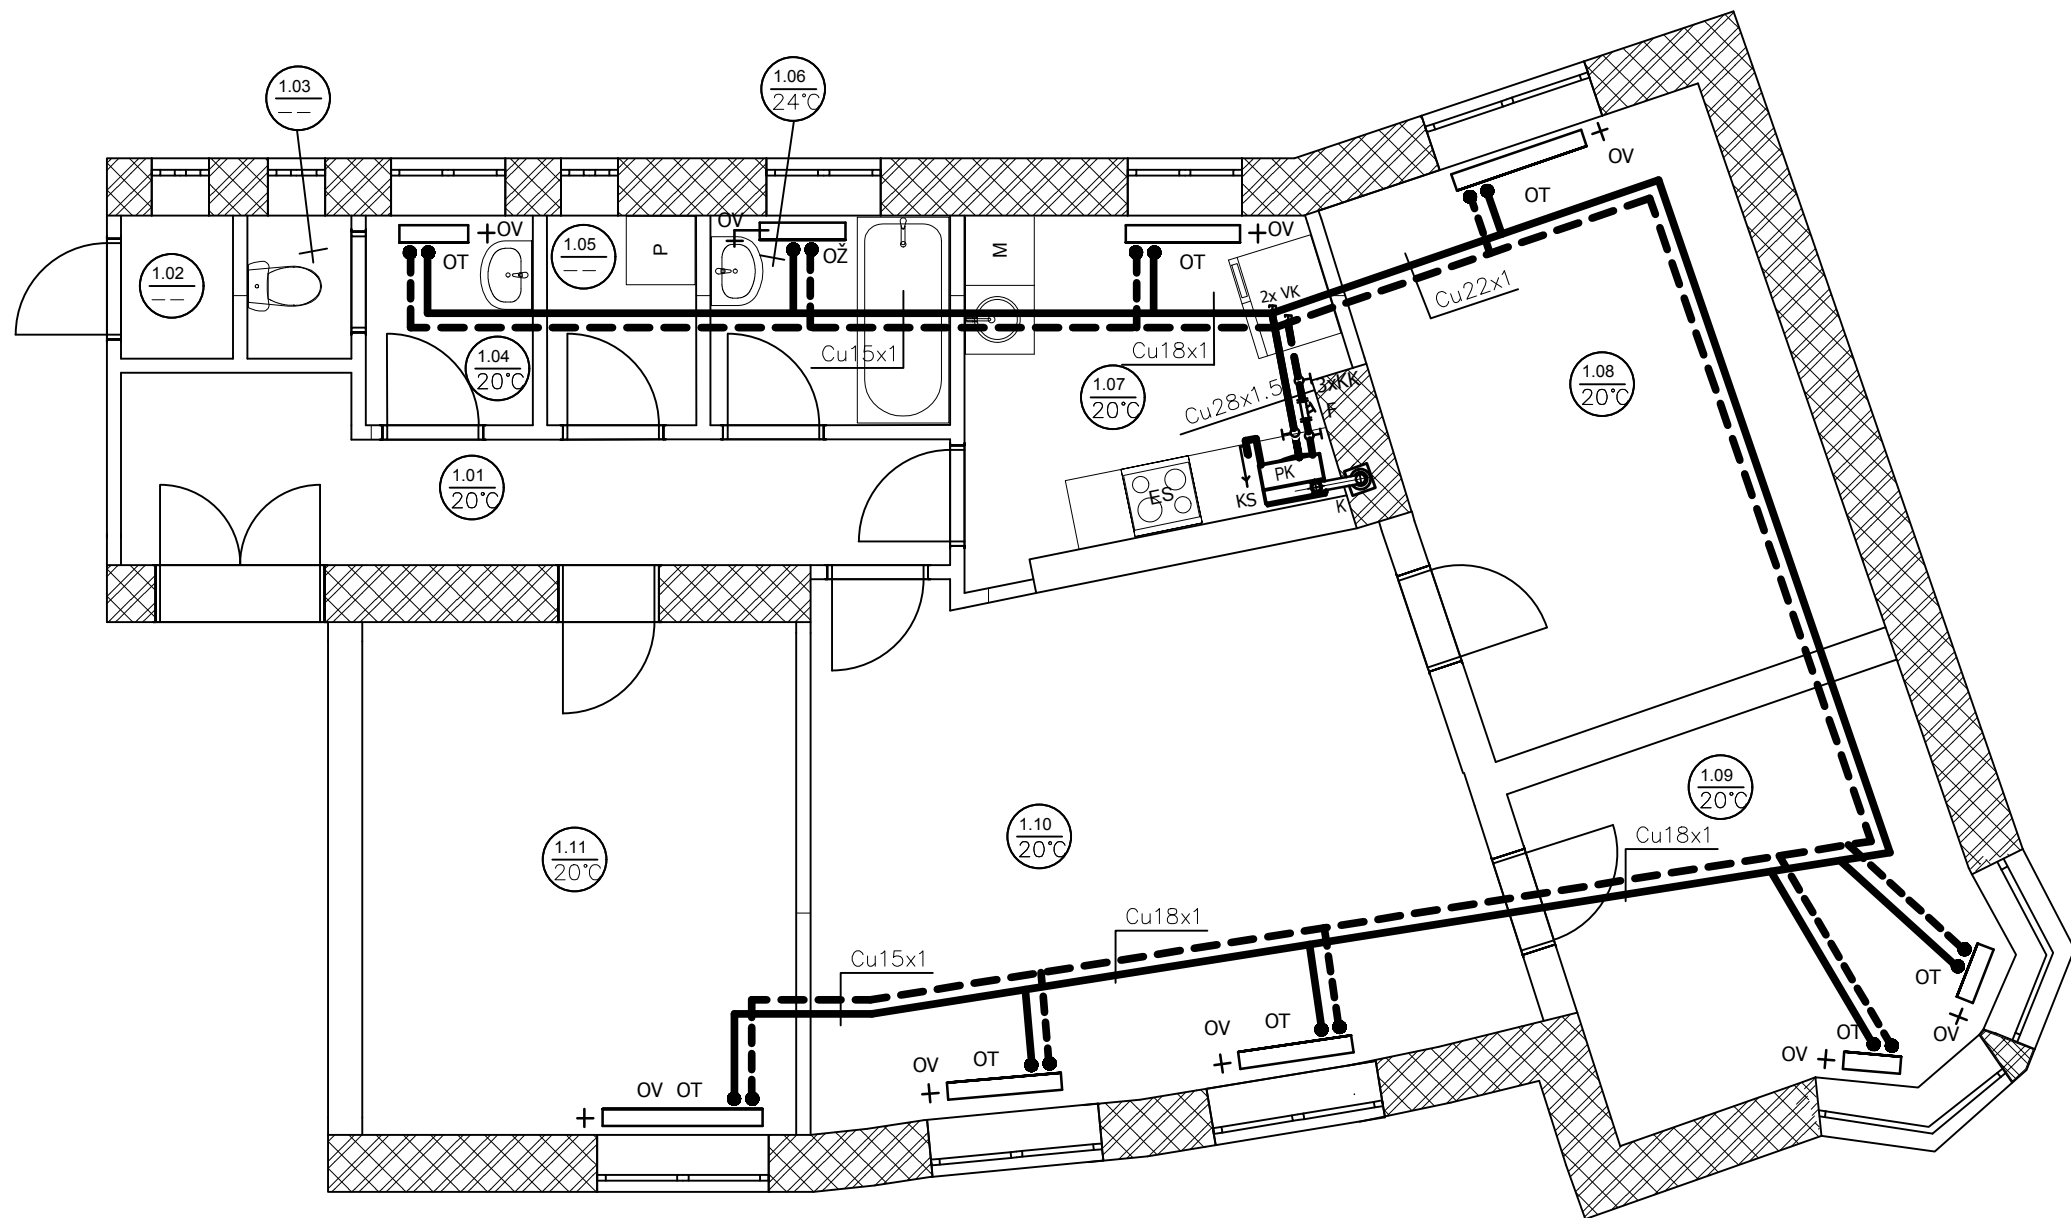 1.03
— —
1.06
24°C
OV
OT
1.02
— —
OV
OT
1.05
— —
P
OV
OŽ
M
OV
OT
2x VK
Cu22x1
1.04
20°C
Cu15x1
Cu18x1
1.07
20°C
Cu28x1.5
3xKK
F
1.08
20°C
1.01
20°C
ES
PK
KS
K
1.09
20°C
1.10
20°C
1.11
20°C
Cu18x1
Cu18x1
Cu15x1
OT
OV
OT
OV
OV
OT
OV
OT
OV
OT